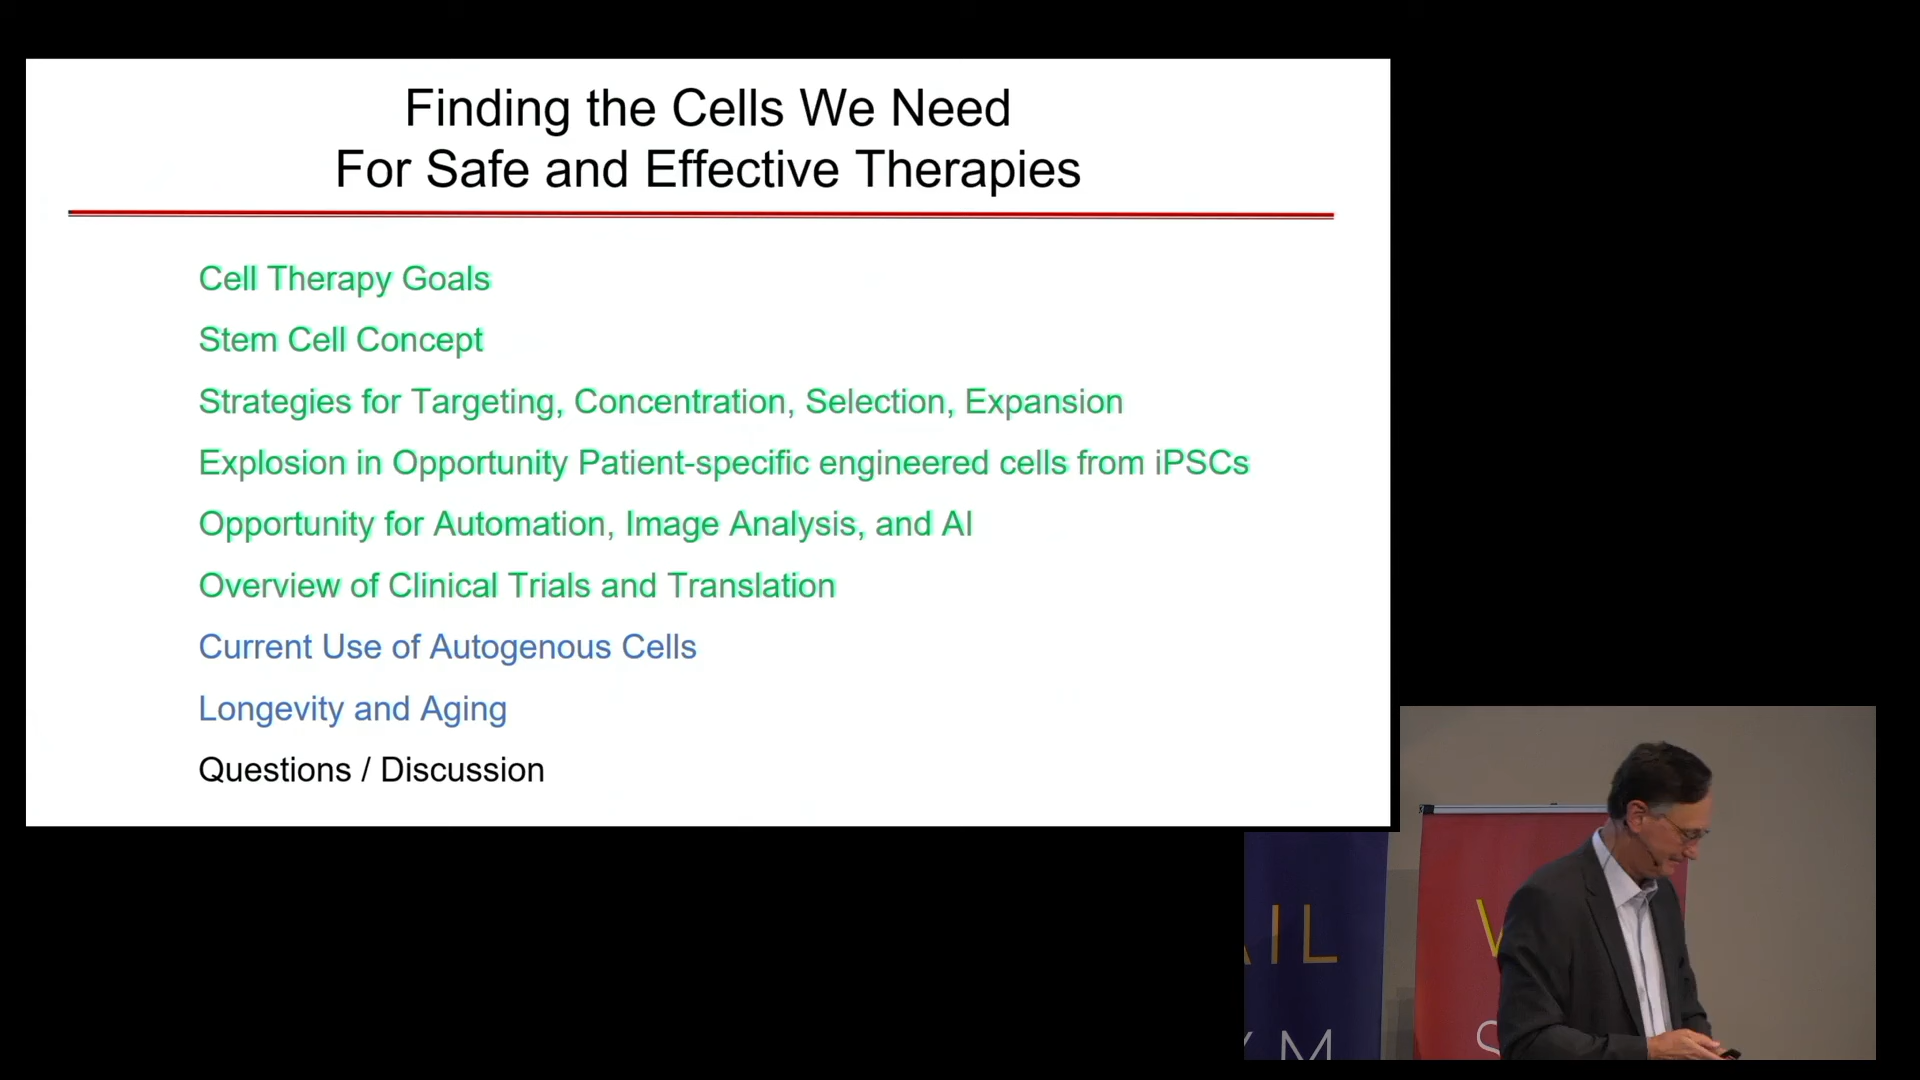 Finding the Cells We Need
For Safe and Effective Therapies
Cell Therapy Goals
Stem Cell Concept
Strategies for Targeting, Concentration, Selection, Expansion
Explosion in Opportunity Patient-specific engineered cells from iPSCs
Opportunity for Automation, Image Analysis, and AI
Overview of Clinical Trials and Translation
Current Use of Autogenous Cells
Longevity and Aging
Questions / Discussion